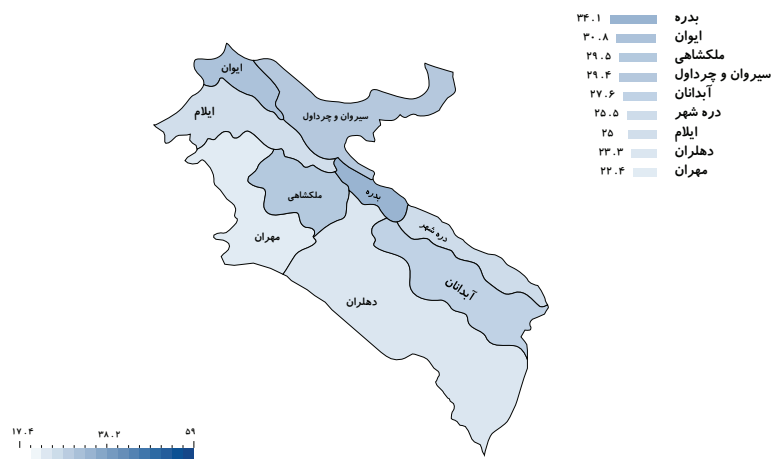 بدره ۳۴.۱
ایوان ۳۰.۸
ملکشاهی ۲۹.۵
سیروان و چرداول ۲۹.۴
آبدانان ۲۷.۶
دره شهر ۲۵.۵
ایلام ۲۵
دهلران ۲۳.۳
مهران ۲۲.۴
ایوان
ایلام
سیروان و چرداول
ملکشاهی
بدره
مهران
دره شهر
آبدانان
دهلران
۱۷.۴ ۳۸.۲ ۵۹